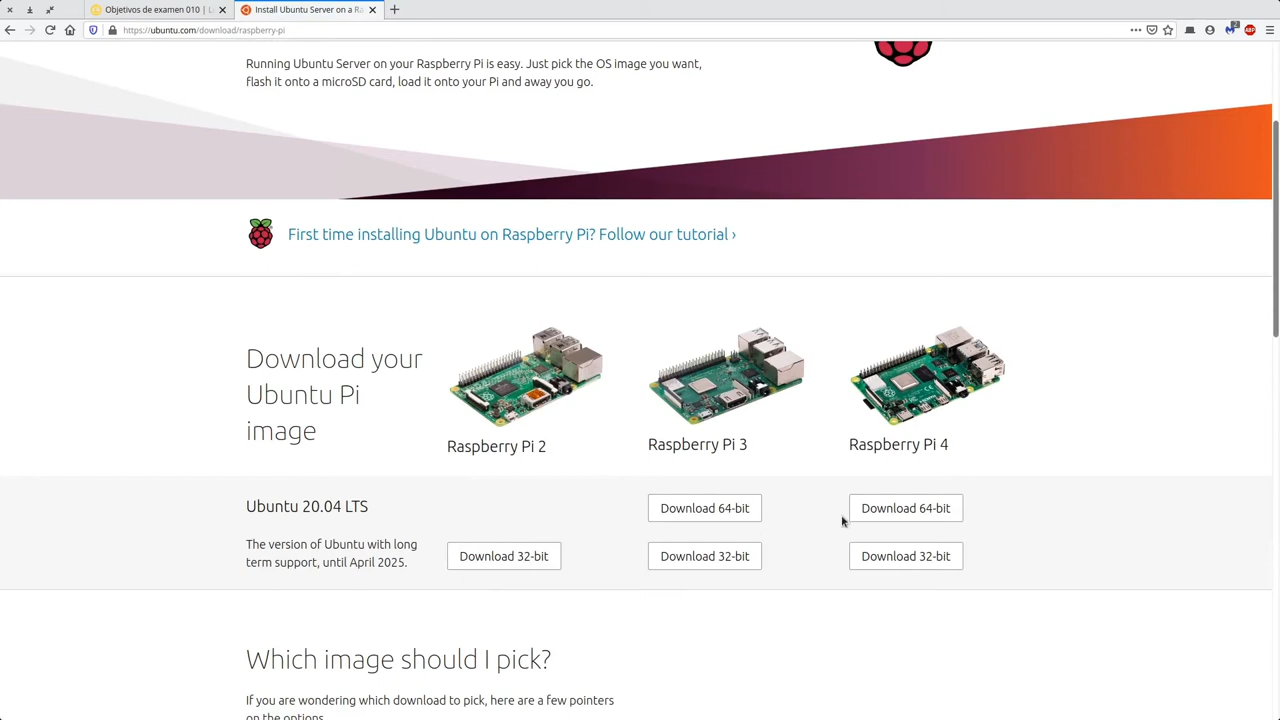 Objetivos de examen 010 | L
Install Ubuntu Server on a Ra
https://ubuntu.com/download/raspberry-pi
2
ABP
Running Ubuntu Server on your Raspberry Pi is easy. Just pick the OS image you want,
flash it onto a microSD card, load it onto your Pi and away you go.
First time installing Ubuntu on Raspberry Pi? Follow our tutorial ›
Download your
Ubuntu Pi
image
Raspberry Pi 2
Raspberry Pi 3
Raspberry Pi 4
Ubuntu 20.04 LTS
Download 64-bit
Download 64-bit
The version of Ubuntu with long
term support, until April 2025.
Download 32-bit
Download 32-bit
Download 32-bit
Which image should I pick?
If you are wondering which download to pick, here are a few pointers
on the options.